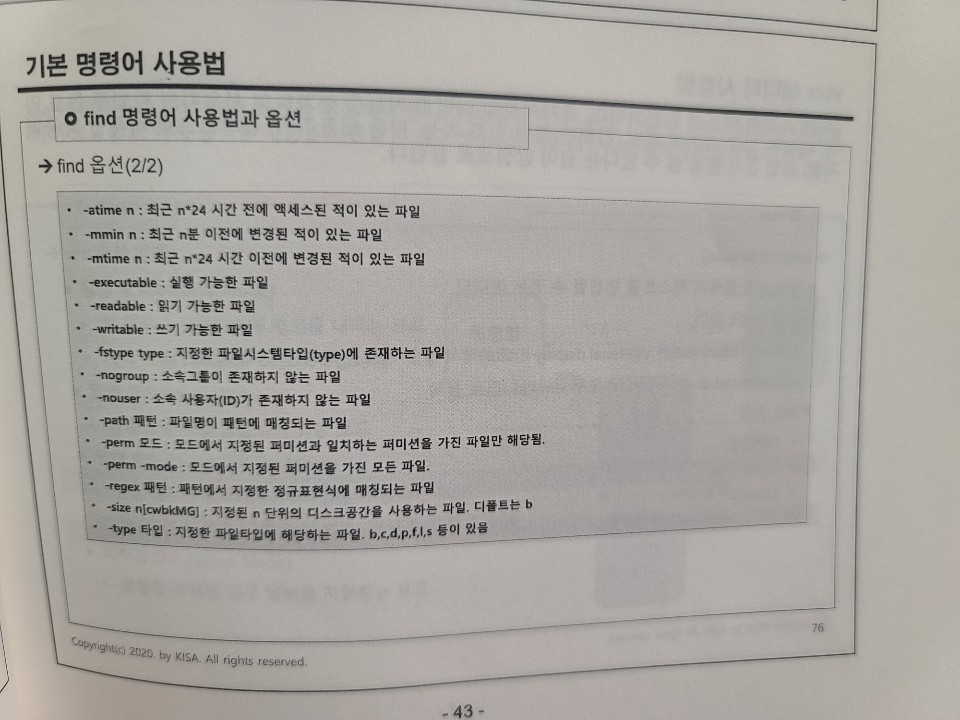 기본 명령어 사용법
find 명령어 사용법과 옵션
→ find 옵션(2/2)
• -atime n : 최근 n*24 시간 전에 액세스된 적이 있는 파일
• -mmin n : 최근 n분 이전에 변경된 적이 있는 파일
• -mtime n : 최근 n*24 시간 이전에 변경된 적이 있는 파일
• -executable : 실행 가능한 파일
• -readable : 읽기 가능한 파일
• -writable : 쓰기 가능한 파일
• -fstype type : 지정한 파일시스템타입(type)에 존재하는 파일
• -nogroup : 소속그룹이 존재하지 않는 파일
• -nouser : 소속 사용자(ID)가 존재하지 않는 파일
• -path 패턴 : 파일명이 패턴에 매칭되는 파일
• -perm 모드 : 모드에서 지정된 퍼미션과 일치하는 퍼미션을 가진 파일만 해당됨.
• -perm -mode : 모드에서 지정된 퍼미션을 가진 모든 파일.
• -regex 패턴 : 패턴에서 지정한 정규표현식에 매칭되는 파일
• -size n[cwbkMG] : 지정된 n 단위의 디스크공간을 사용하는 파일. 디폴트는 b
• -type 타입 : 지정한 파일타입에 해당하는 파일. b,c,d,p,f,l,s 등이 있음
76
Copyright(c) 2020. by KISA. All rights reserved.
- 43 -